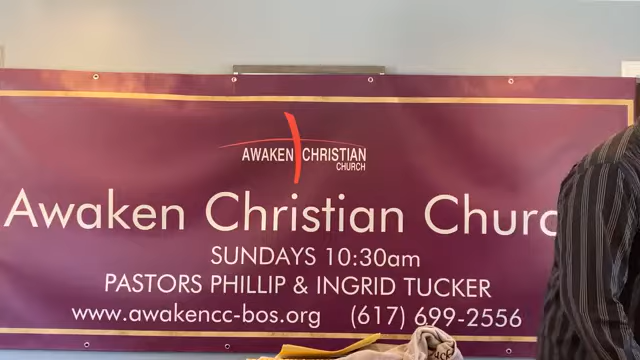 AWAKEN CHRISTIAN
CHURCH
Awaken Christian Churc
SUNDAYS 10:30am
PASTORS PHILLIP & INGRID TUCKER
www.awakencc-bos.org (617) 699-2556